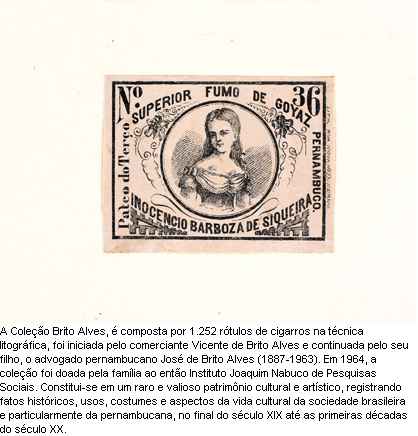 Nº. 36
SUPERIOR FUMO DE GOYAZ
Pateo do Terço
PERNAMBUCO.
INOCENCIO BARBOZA DE SIQUEIRA
A Coleção Brito Alves, é composta por 1.252 rótulos de cigarros na técnica
litográfica, foi iniciada pelo comerciante Vicente de Brito Alves e continuada pelo seu
filho, o advogado pernambucano José de Brito Alves (1887-1963). Em 1964, a
coleção foi doada pela família ao então Instituto Joaquim Nabuco de Pesquisas
Sociais. Constitui-se em um raro e valioso patrimônio cultural e artístico, registrando
fatos históricos, usos, costumes e aspectos da vida cultural da sociedade brasileira
e particularmente da pernambucana, no final do século XIX até as primeiras décadas
do século XX.